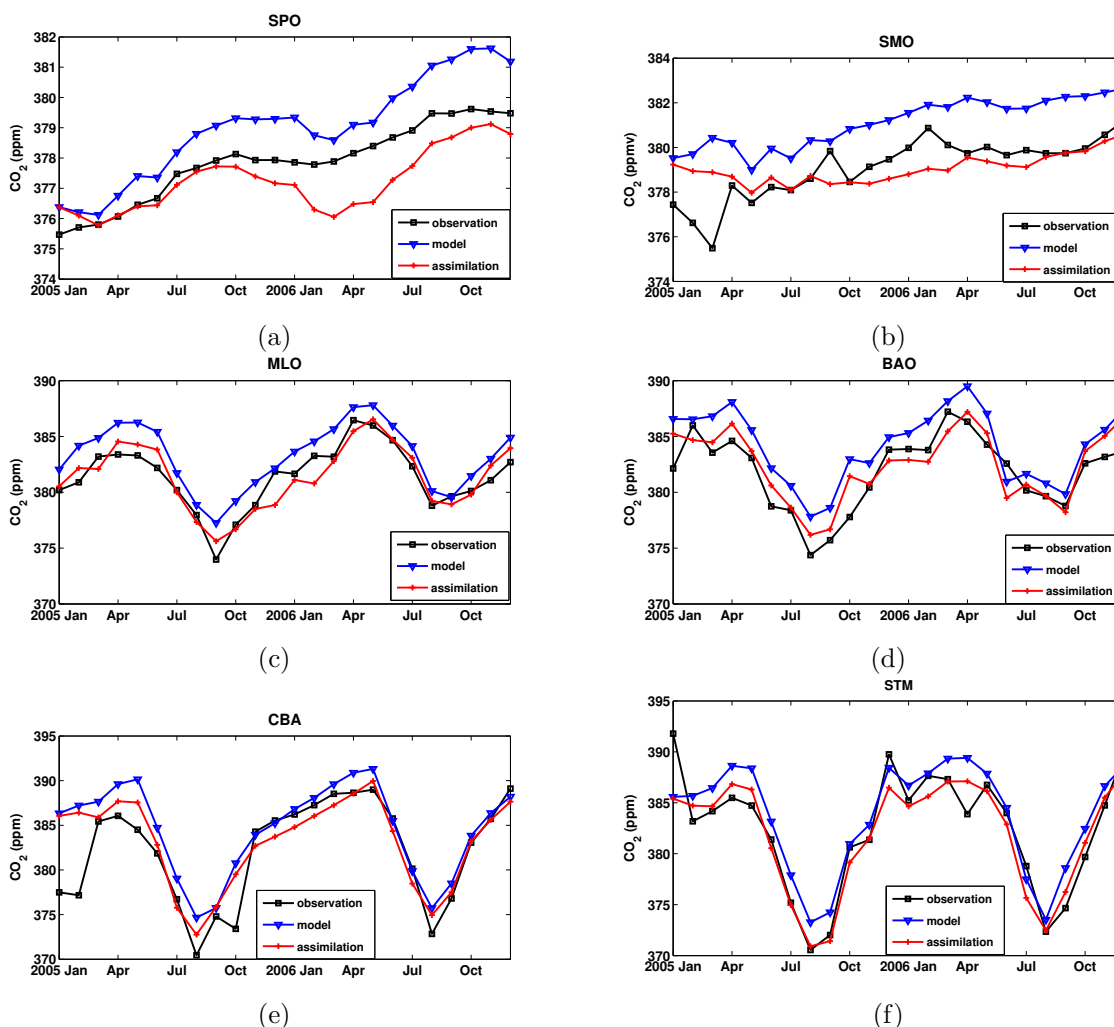 SPO
382
381
380
379
378
377
376
375
374
CO2 (ppm)
2005 Jan Apr Jul Oct 2006 Jan Apr Jul Oct
observation
model
assimilation
(a)
SMO
384
382
380
378
376
374
CO2 (ppmv)
2005 Jan Apr Jul Oct 2006 Jan Apr Jul Oct
observation
model
assimilation
(b)
MLO
390
385
380
375
370
CO2 (ppm)
2005 Jan Apr Jul Oct 2006 Jan Apr Jul Oct
observation
model
assimilation
(c)
BAO
390
385
380
375
370
CO2 (ppm)
2005 Jan Apr Jul Oct 2006 Jan Apr Jul Oct
observation
model
assimilation
(d)
CBA
395
390
385
380
375
370
CO2 (ppm)
2005 Jan Apr Jul Oct 2006 Jan Apr Jul Oct
observation
model
assimilation
(e)
STM
395
390
385
380
375
370
CO2 (ppm)
2005 Jan Apr Jul Oct 2006 Jan Apr Jul Oct
observation
model
assimilation
(f)